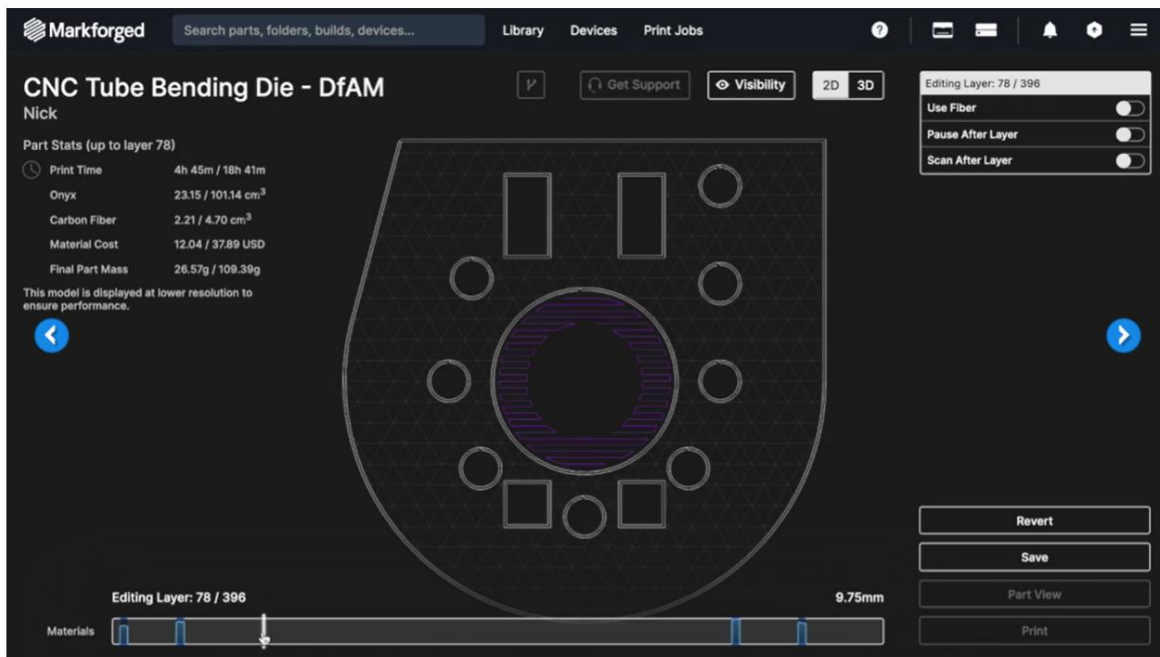 Markforged
Search parts, folders, builds, devices...
Library
Devices
Print Jobs
?
CNC Tube Bending Die - DfAM
Nick
Get Support
Visibility
2D
3D
Editing Layer: 78 / 396
Use Fiber
Pause After Layer
Scan After Layer
Part Stats (up to layer 78)
Print Time 4h 45m / 18h 41m
Onyx 23.15 / 101.14 cm³
Carbon Fiber 2.21 / 4.70 cm³
Material Cost 12.04 / 37.89 USD
Final Part Mass 26.57g / 109.39g
This model is displayed at lower resolution to
ensure performance.
Revert
Save
Part View
Print
Editing Layer: 78 / 396
9.75mm
Materials